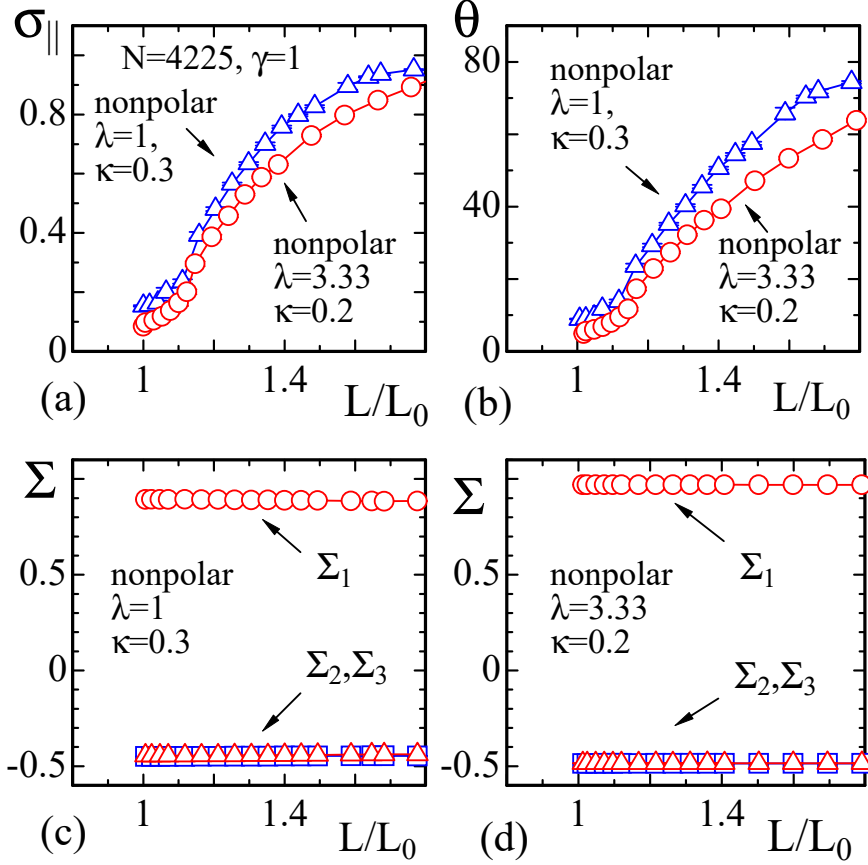 σ||
N=4225, γ=1
nonpolar
λ=1,
κ=0.3
nonpolar
λ=3.33
κ=0.2
0.8
0.4
0
1
1.4
(a)
L/L₀
θ
nonpolar
λ=1,
κ=0.3
nonpolar
λ=3.33
κ=0.2
80
40
0
1
1.4
(b)
L/L₀
Σ
Σ₁
nonpolar
λ=1
κ=0.3
Σ₂,Σ₃
0.5
0
-0.5
1
1.4
(c)
L/L₀
Σ
Σ₁
nonpolar
λ=3.33
κ=0.2
Σ₂,Σ₃
0.5
0
-0.5
1
1.4
(d)
L/L₀